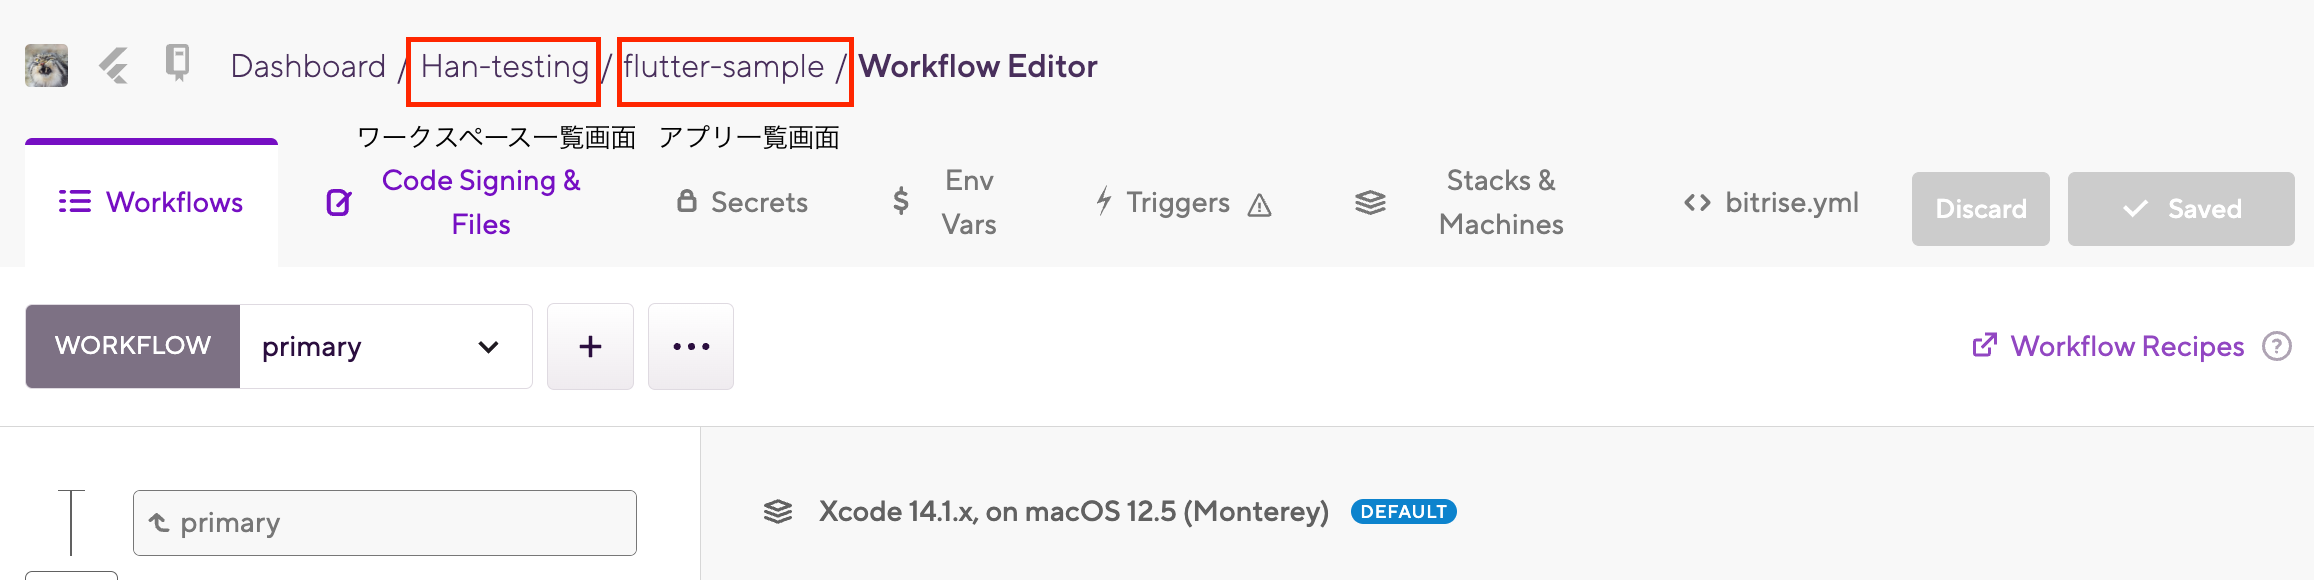 Dashboard / Han-testing / flutter-sample / Workflow Editor
ワークスペース一覧画面 アプリ一覧画面
Workflows
Code Signing &
Files
Secrets
Env
Vars
Triggers
Stacks &
Machines
<> bitrise.yml
Discard
Saved
WORKFLOW primary
+
...
Workflow Recipes ?
primary
Xcode 14.1.x, on macOS 12.5 (Monterey) DEFAULT